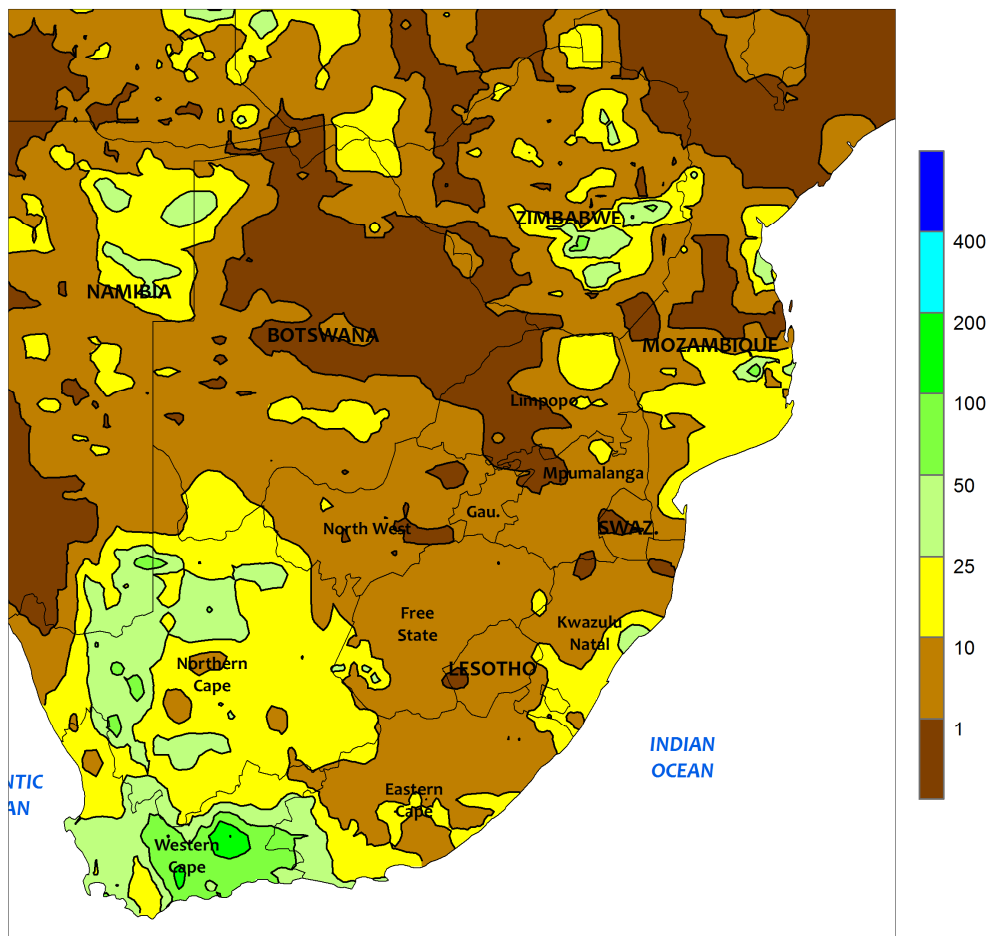 ZIMBABWE
400
NAMIBIA
200
BOTSWANA
MOZAMBIQUE
100
Limpopo
Mpumalanga
50
Gau.
North West
SWAZ.
25
Free
State
Kwazulu
Natal
10
Northern
Cape
LESOTHO
1
INDIAN
OCEAN
NTIC
AN
Eastern
Cape
Western
Cape